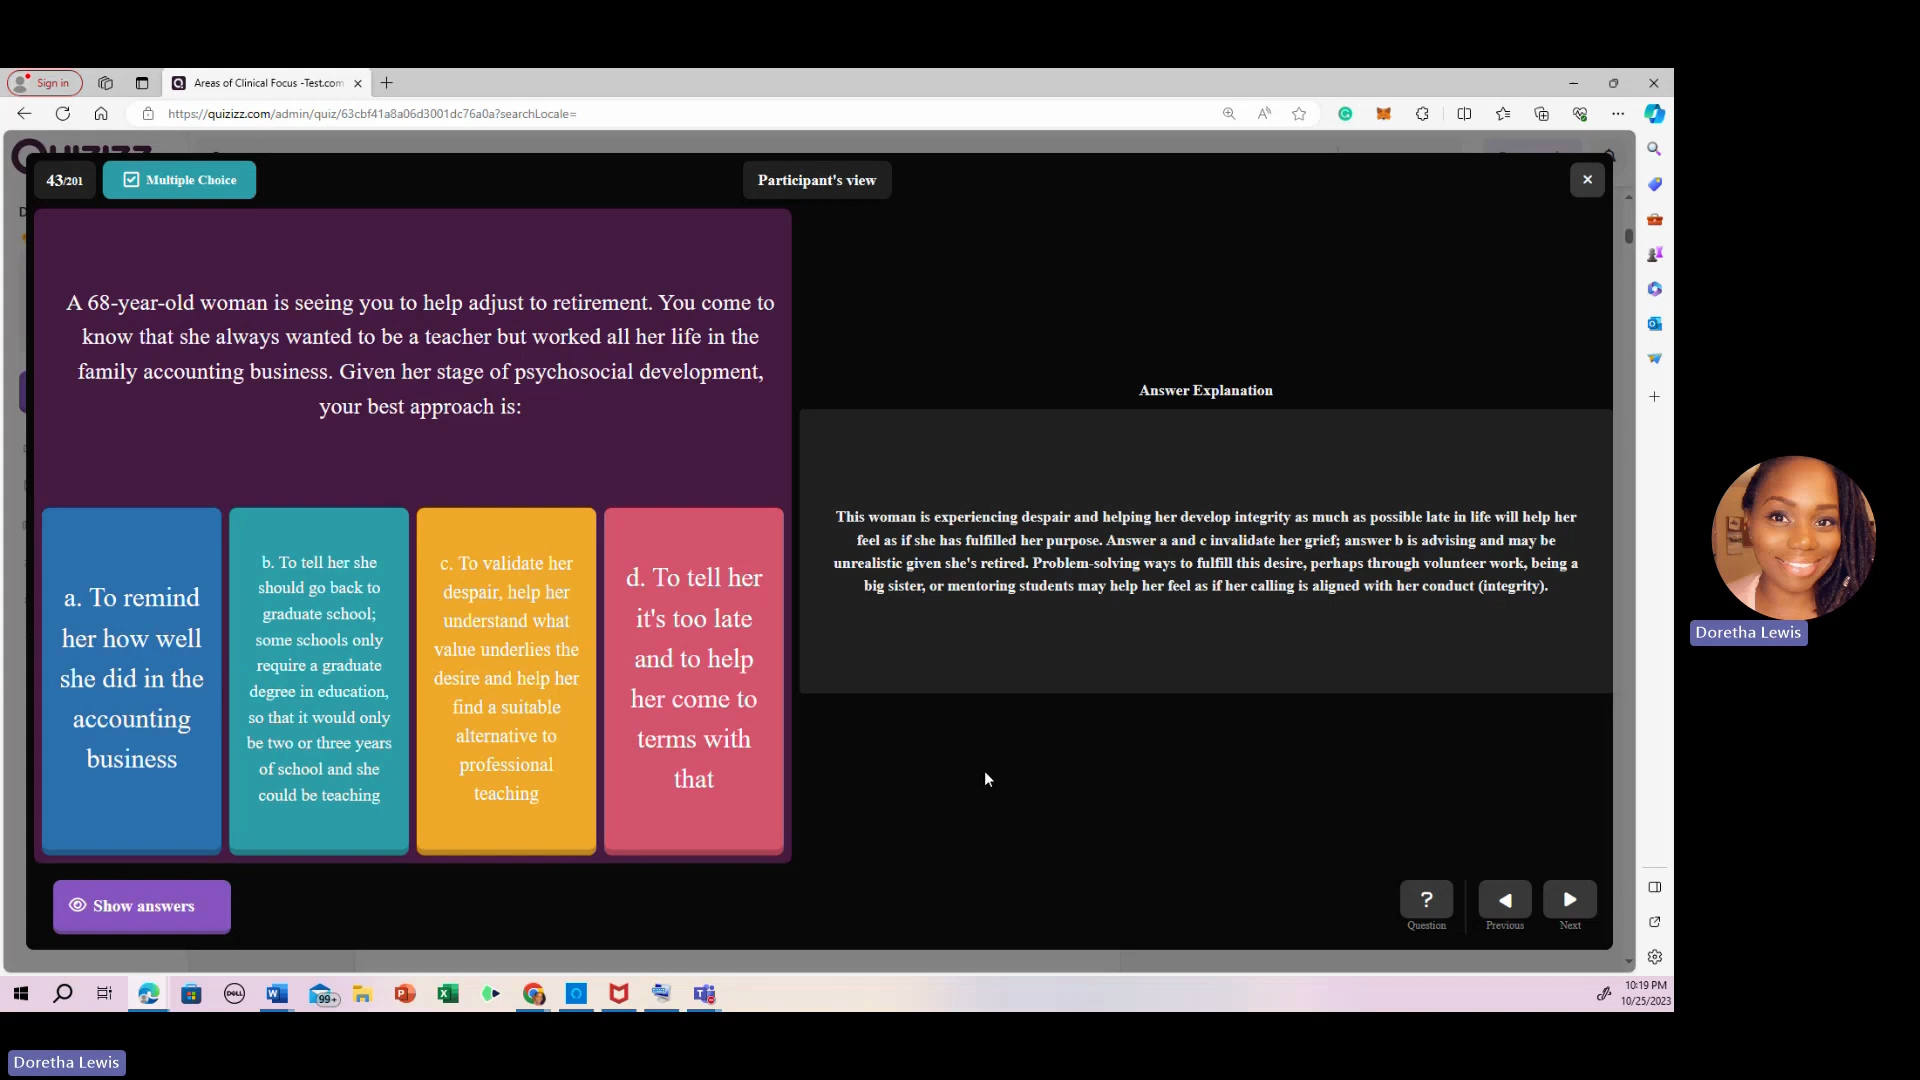 Sign in
Areas of Clinical Focus -Test.com
https://quizizz.com/admin/quiz/63cbf41a8a06d3001dc76a0a?searchLocale=
43/201
Multiple Choice
Participant's view
A 68-year-old woman is seeing you to help adjust to retirement. You come to
know that she always wanted to be a teacher but worked all her life in the
family accounting business. Given her stage of psychosocial development,
your best approach is:
a. To remind
her how well
she did in the
accounting
business
b. To tell her she
should go back to
graduate school;
some schools only
require a graduate
degree in education,
so that it would only
be two or three years
of school and she
could be teaching
c. To validate her
despair, help her
understand what
value underlies the
desire and help her
find a suitable
alternative to
professional
teaching
d. To tell her
it's too late
and to help
her come to
terms with
that
Answer Explanation
This woman is experiencing despair and helping her develop integrity as much as possible late in life will help her
feel as if she has fulfilled her purpose. Answer a and c invalidate her grief; answer b is advising and may be
unrealistic given she's retired. Problem-solving ways to fulfill this desire, perhaps through volunteer work, being a
big sister, or mentoring students may help her feel as if her calling is aligned with her conduct (integrity).
Show answers
?
Question
Previous
Next
Doretha Lewis
DELL
99+
10:19 PM
10/25/2023
Doretha Lewis